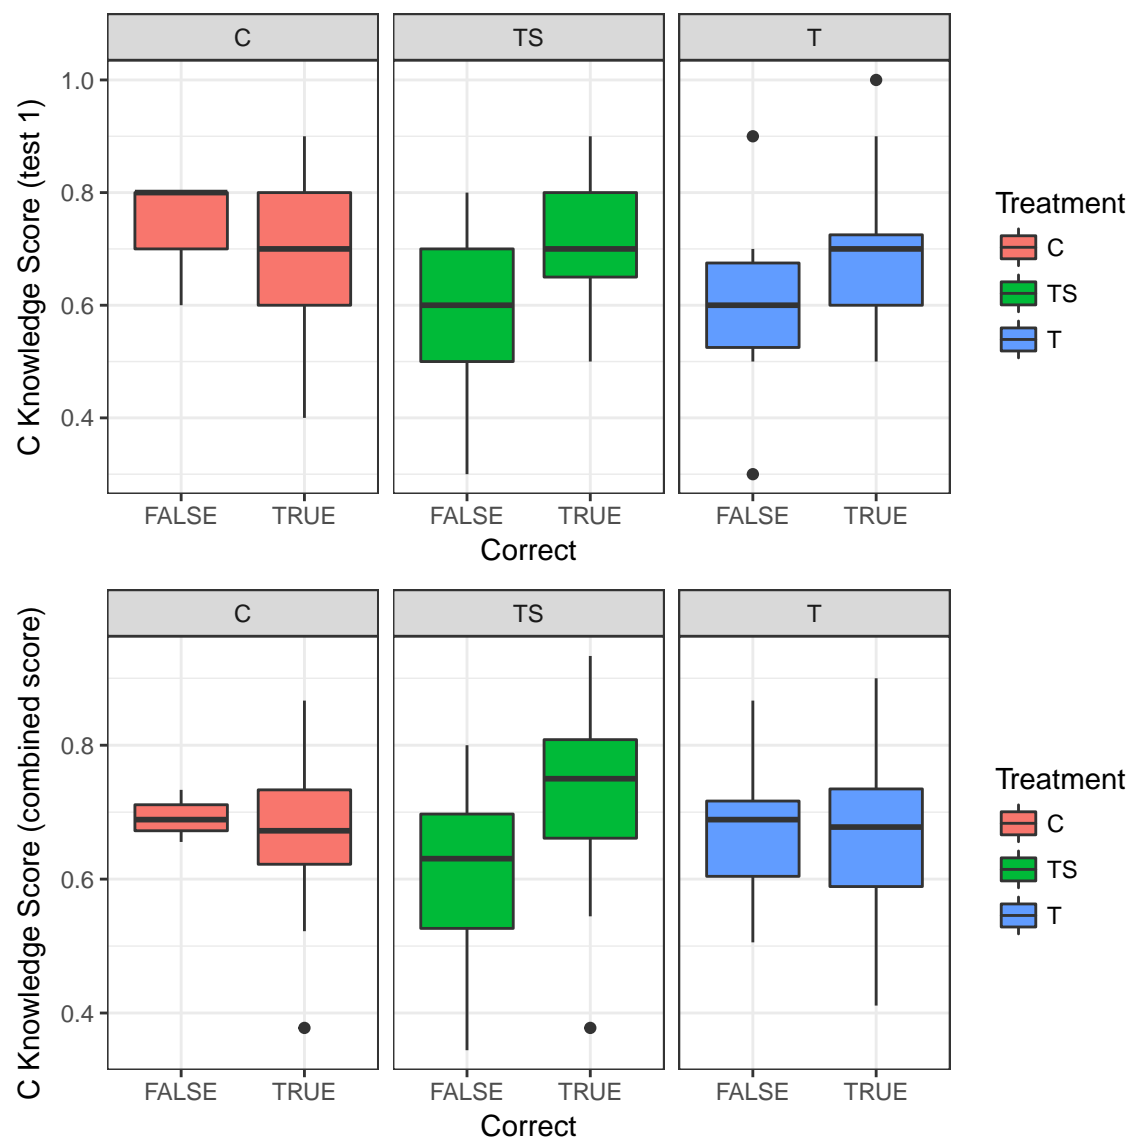 C TS T
C Knowledge Score (test 1)
1.0
0.8
0.6
0.4
FALSE TRUE FALSE TRUE FALSE TRUE
Correct
Treatment
C
TS
T
C TS T
C Knowledge Score (combined score)
0.8
0.6
0.4
FALSE TRUE FALSE TRUE FALSE TRUE
Correct
Treatment
C
TS
T